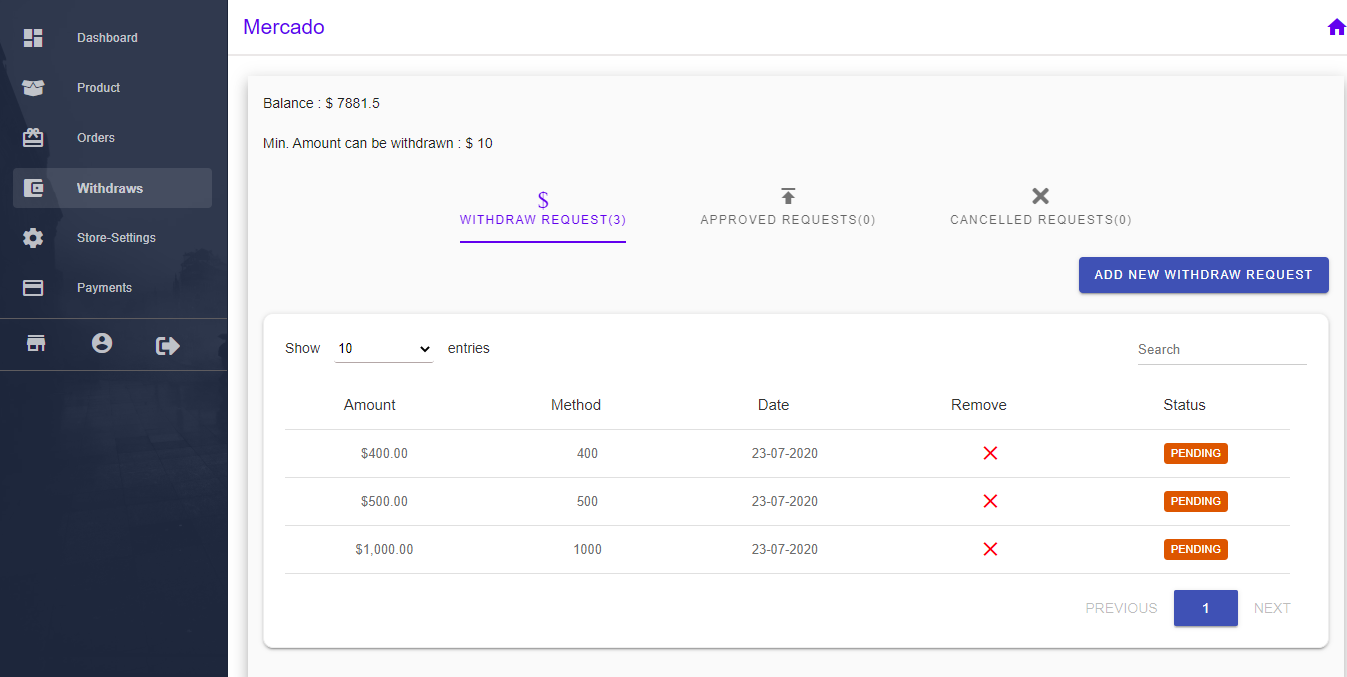 Mercado
Dashboard
Product
Orders
Withdraws
Store-Settings
Payments
Balance : $ 7881.5
Min. Amount can be withdrawn : $ 10
$
WITHDRAW REQUEST(3)
APPROVED REQUESTS(0)
CANCELLED REQUESTS(0)
ADD NEW WITHDRAW REQUEST
Show 10 entries
Search
Amount Method Date Remove Status
$400.00 400 23-07-2020 PENDING
$500.00 500 23-07-2020 PENDING
$1,000.00 1000 23-07-2020 PENDING
PREVIOUS 1 NEXT